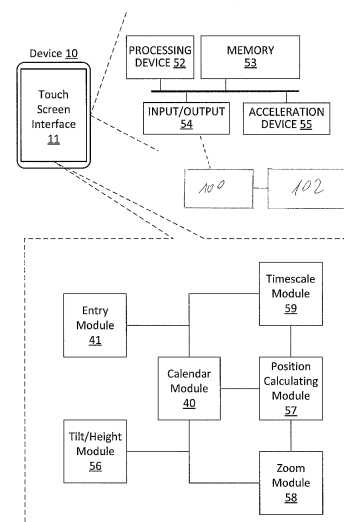 Device 10
Touch
Screen
Interface
11
PROCESSING
DEVICE 52
MEMORY
53
INPUT/OUTPUT
54
ACCELERATION
DEVICE 55
100
102
Timescale
Module
59
Entry
Module
41
Calendar
Module
40
Position
Calculating
Module
57
Tilt/Height
Module
56
Zoom
Module
58